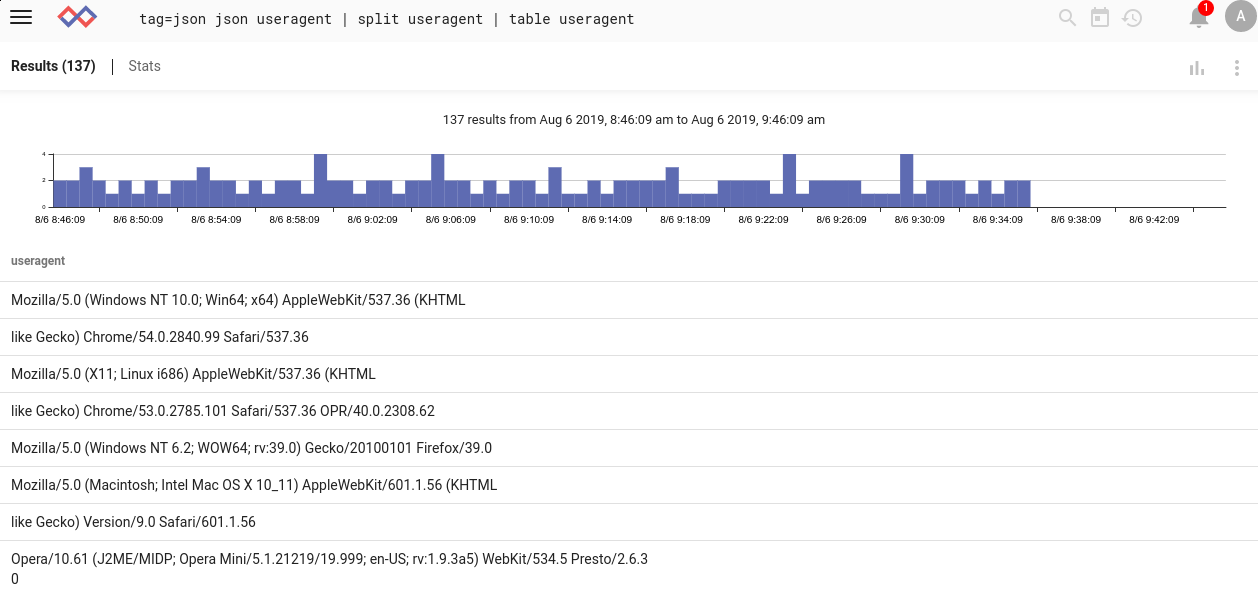 tag=json json useragent | split useragent | table useragent
1
A
Results (137) | Stats
137 results from Aug 6 2019, 8:46:09 am to Aug 6 2019, 9:46:09 am
4
2
0
8/6 8:46:09 8/6 8:50:09 8/6 8:54:09 8/6 8:58:09 8/6 9:02:09 8/6 9:06:09 8/6 9:10:09 8/6 9:14:09 8/6 9:18:09 8/6 9:22:09 8/6 9:26:09 8/6 9:30:09 8/6 9:34:09 8/6 9:38:09 8/6 9:42:09
useragent
Mozilla/5.0 (Windows NT 10.0; Win64; x64) AppleWebKit/537.36 (KHTML
like Gecko) Chrome/54.0.2840.99 Safari/537.36
Mozilla/5.0 (X11; Linux i686) AppleWebKit/537.36 (KHTML
like Gecko) Chrome/53.0.2785.101 Safari/537.36 OPR/40.0.2308.62
Mozilla/5.0 (Windows NT 6.2; WOW64; rv:39.0) Gecko/20100101 Firefox/39.0
Mozilla/5.0 (Macintosh; Intel Mac OS X 10_11) AppleWebKit/601.1.56 (KHTML
like Gecko) Version/9.0 Safari/601.1.56
Opera/10.61 (J2ME/MIDP; Opera Mini/5.1.21219/19.999; en-US; rv:1.9.3a5) WebKit/534.5 Presto/2.6.3
0